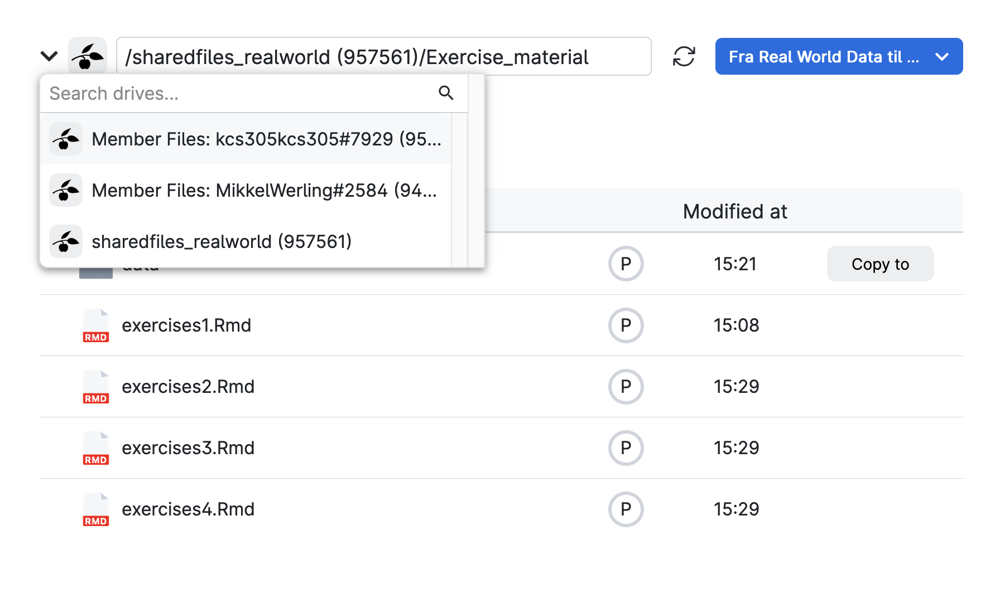 /sharedfiles_realworld (957561)/Exercise_material
Fra Real World Data til ...
Search drives...
Member Files: kcs305kcs305#7929 (95...
Member Files: MikkelWerling#2584 (94...
sharedfiles_realworld (957561)
Modified at
data P 15:21 Copy to
RMD exercises1.Rmd P 15:08
RMD exercises2.Rmd P 15:29
RMD exercises3.Rmd P 15:29
RMD exercises4.Rmd P 15:29